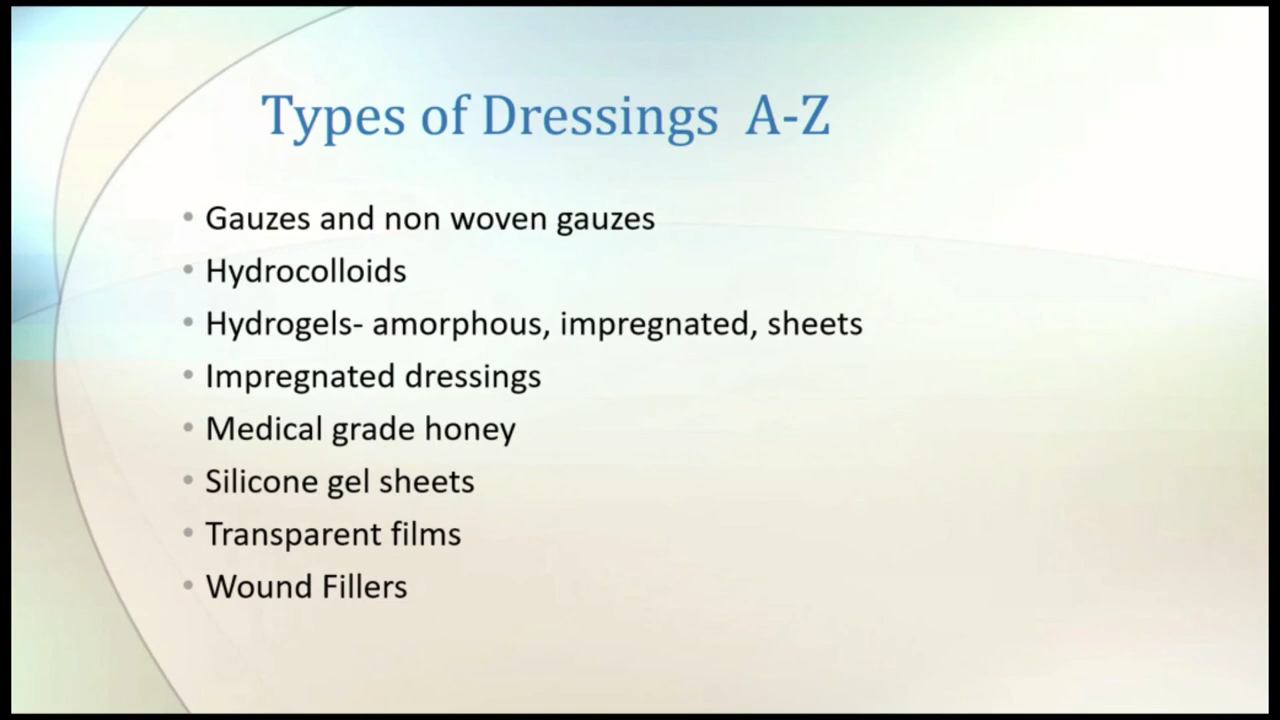 Types of Dressings A-Z
• Gauzes and non woven gauzes
• Hydrocolloids
• Hydrogels- amorphous, impregnated, sheets
• Impregnated dressings
• Medical grade honey
• Silicone gel sheets
• Transparent films
• Wound Fillers